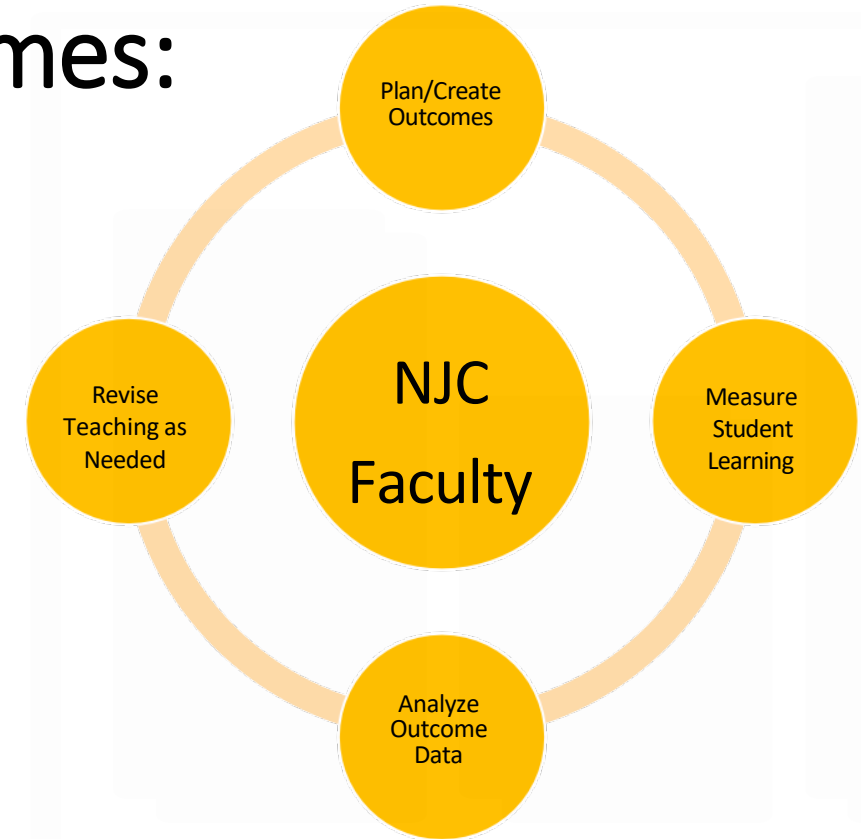 mes:
Plan/Create
Outcomes
Revise
Teaching as
Needed
NJC
Faculty
Measure
Student
Learning
Analyze
Outcome
Data